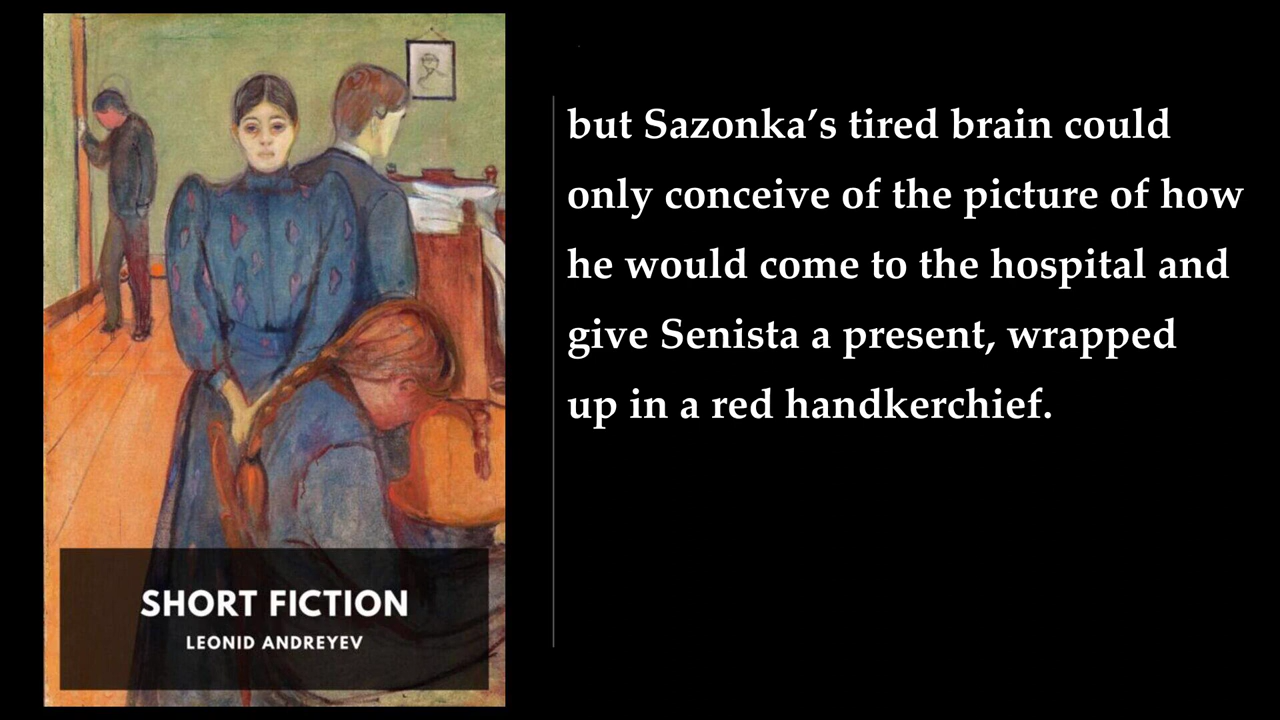 but Sazonka’s tired brain could
only conceive of the picture of how
he would come to the hospital and
give Senista a present, wrapped
up in a red handkerchief.
SHORT FICTION
LEONID ANDREYEV